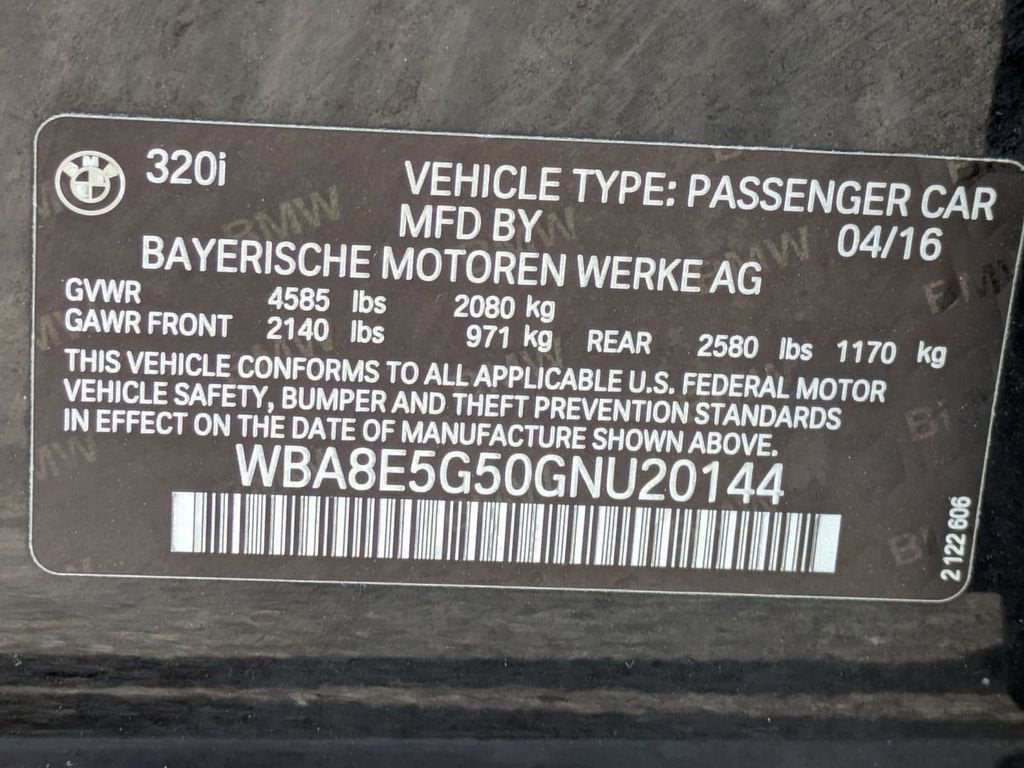 320i
VEHICLE TYPE: PASSENGER CAR
MFD BY 04/16
BAYERISCHE MOTOREN WERKE AG
GVWR 4585 lbs 2080 kg
GAWR FRONT 2140 lbs 971 kg REAR 2580 lbs 1170 kg
THIS VEHICLE CONFORMS TO ALL APPLICABLE U.S. FEDERAL MOTOR
VEHICLE SAFETY, BUMPER AND THEFT PREVENTION STANDARDS
IN EFFECT ON THE DATE OF MANUFACTURE SHOWN ABOVE.
WBA8E5G50GNU20144
2 122 606